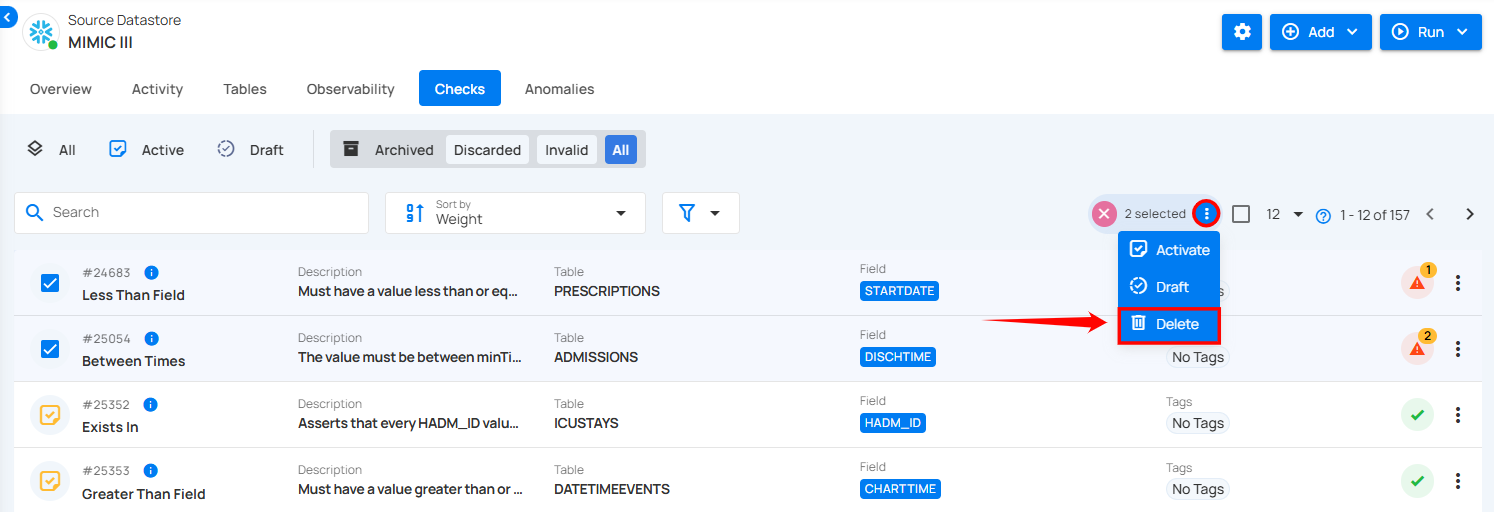 Source Datastore
MIMIC III
Add
Run
Overview Activity Tables Observability Checks Anomalies
All Active Draft Archived Discarded Invalid All
Search
Sort by
Weight
2 selected
12
1 - 12 of 157
Activate
Draft
Delete
#24683
Less Than Field
Description
Must have a value less than or eq...
Table
PRESCRIPTIONS
Field
STARTDATE
1
#25054
Between Times
Description
The value must be between minTi...
Table
ADMISSIONS
Field
DISCHTIME
No Tags
2
#25352
Exists In
Description
Asserts that every HADM_ID valu...
Table
ICUSTAYS
Field
HADM_ID
Tags
No Tags
#25353
Greater Than Field
Description
Must have a value greater than or ...
Table
DATETIMEEVENTS
Field
CHARTTIME
Tags
No Tags